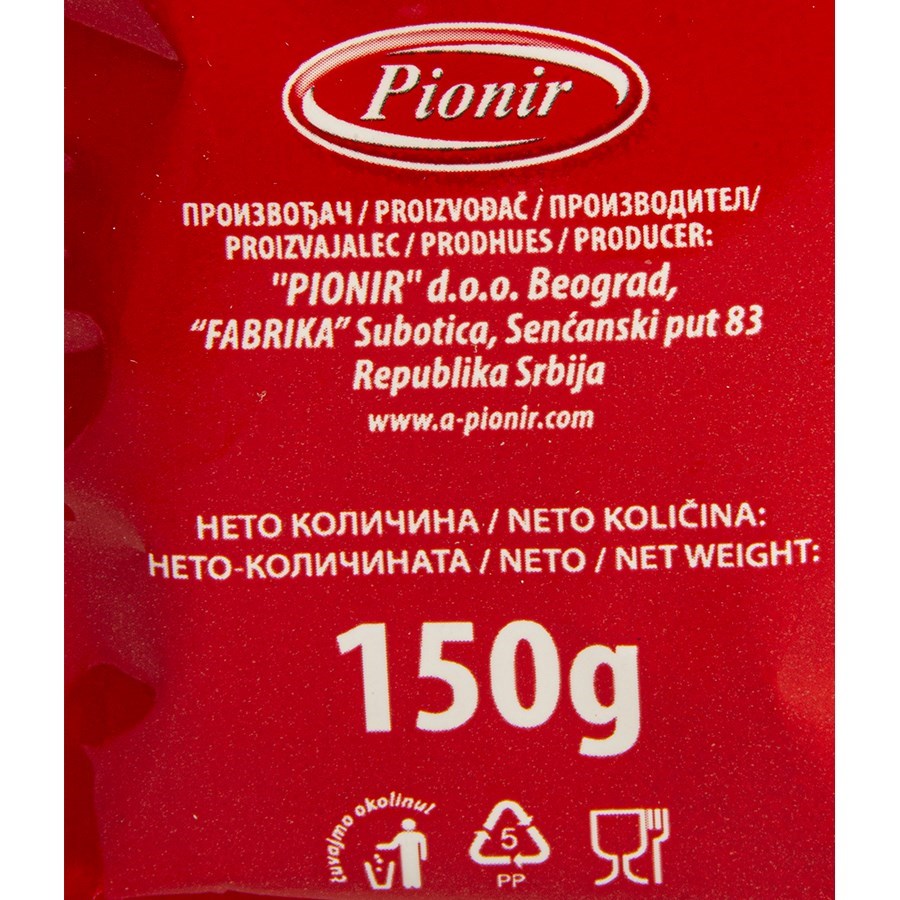 Pionir
ПРОИЗВОЂАЧ / PROIZVOĐAČ / ПРОИЗВОДИТЕЛ/
PROIZVAJALEC / PRODHUES / PRODUCER:
"PIONIR" d.o.o. Beograd,
“FABRIKA” Subotica, Senćanski put 83
Republika Srbija
www.a-pionir.com
НЕТО КОЛИЧИНА / NETO KOLIČINA:
НЕТО-КОЛИЧИНАТА / NETO / NET WEIGHT:
150g
čuvajmo okolinu!
5
PP